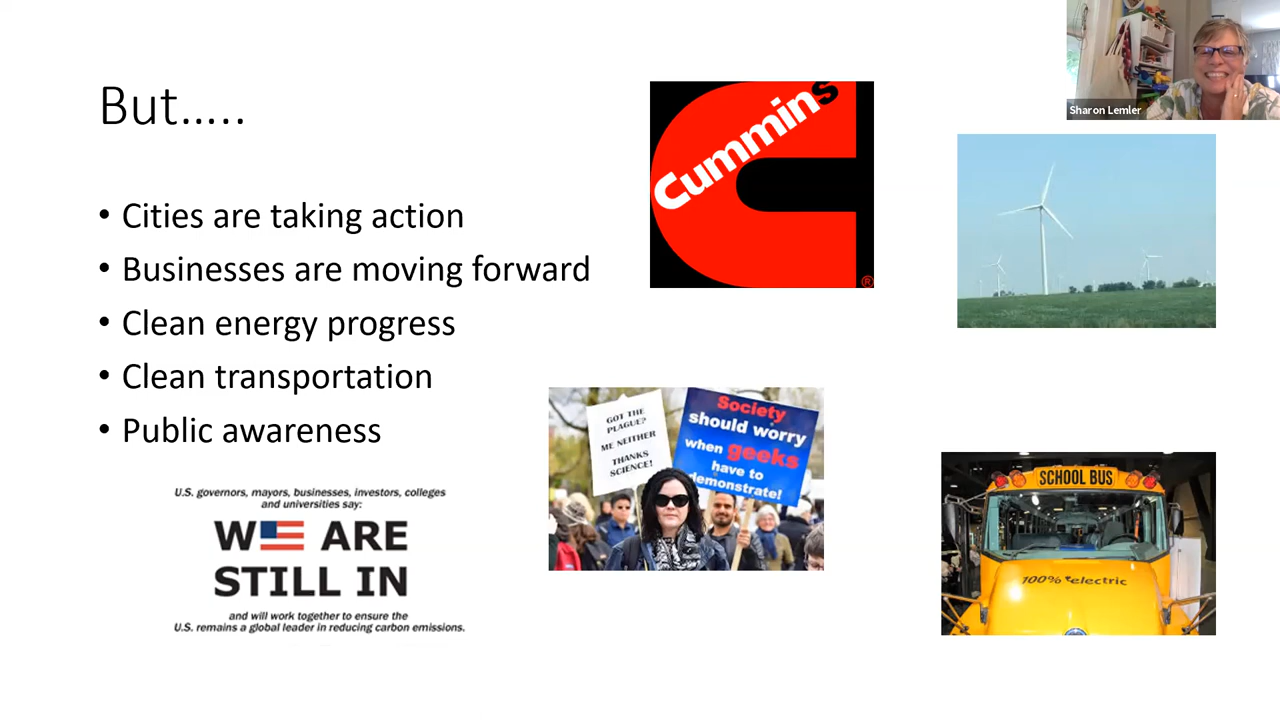 But…..
• Cities are taking action
• Businesses are moving forward
• Clean energy progress
• Clean transportation
• Public awareness
U.S. governors, mayors, businesses, investors, colleges
and universities say:
WE ARE
STILL IN
and will work together to ensure the
U.S. remains a global leader in reducing carbon emissions.
Cummins
®
GOT THE
PLAGUE?
ME NEITHER
THANKS
SCIENCE!
Society
should worry
when geeks
have to
demonstrate!
Sharon Lemler
SCHOOL BUS
100% electric